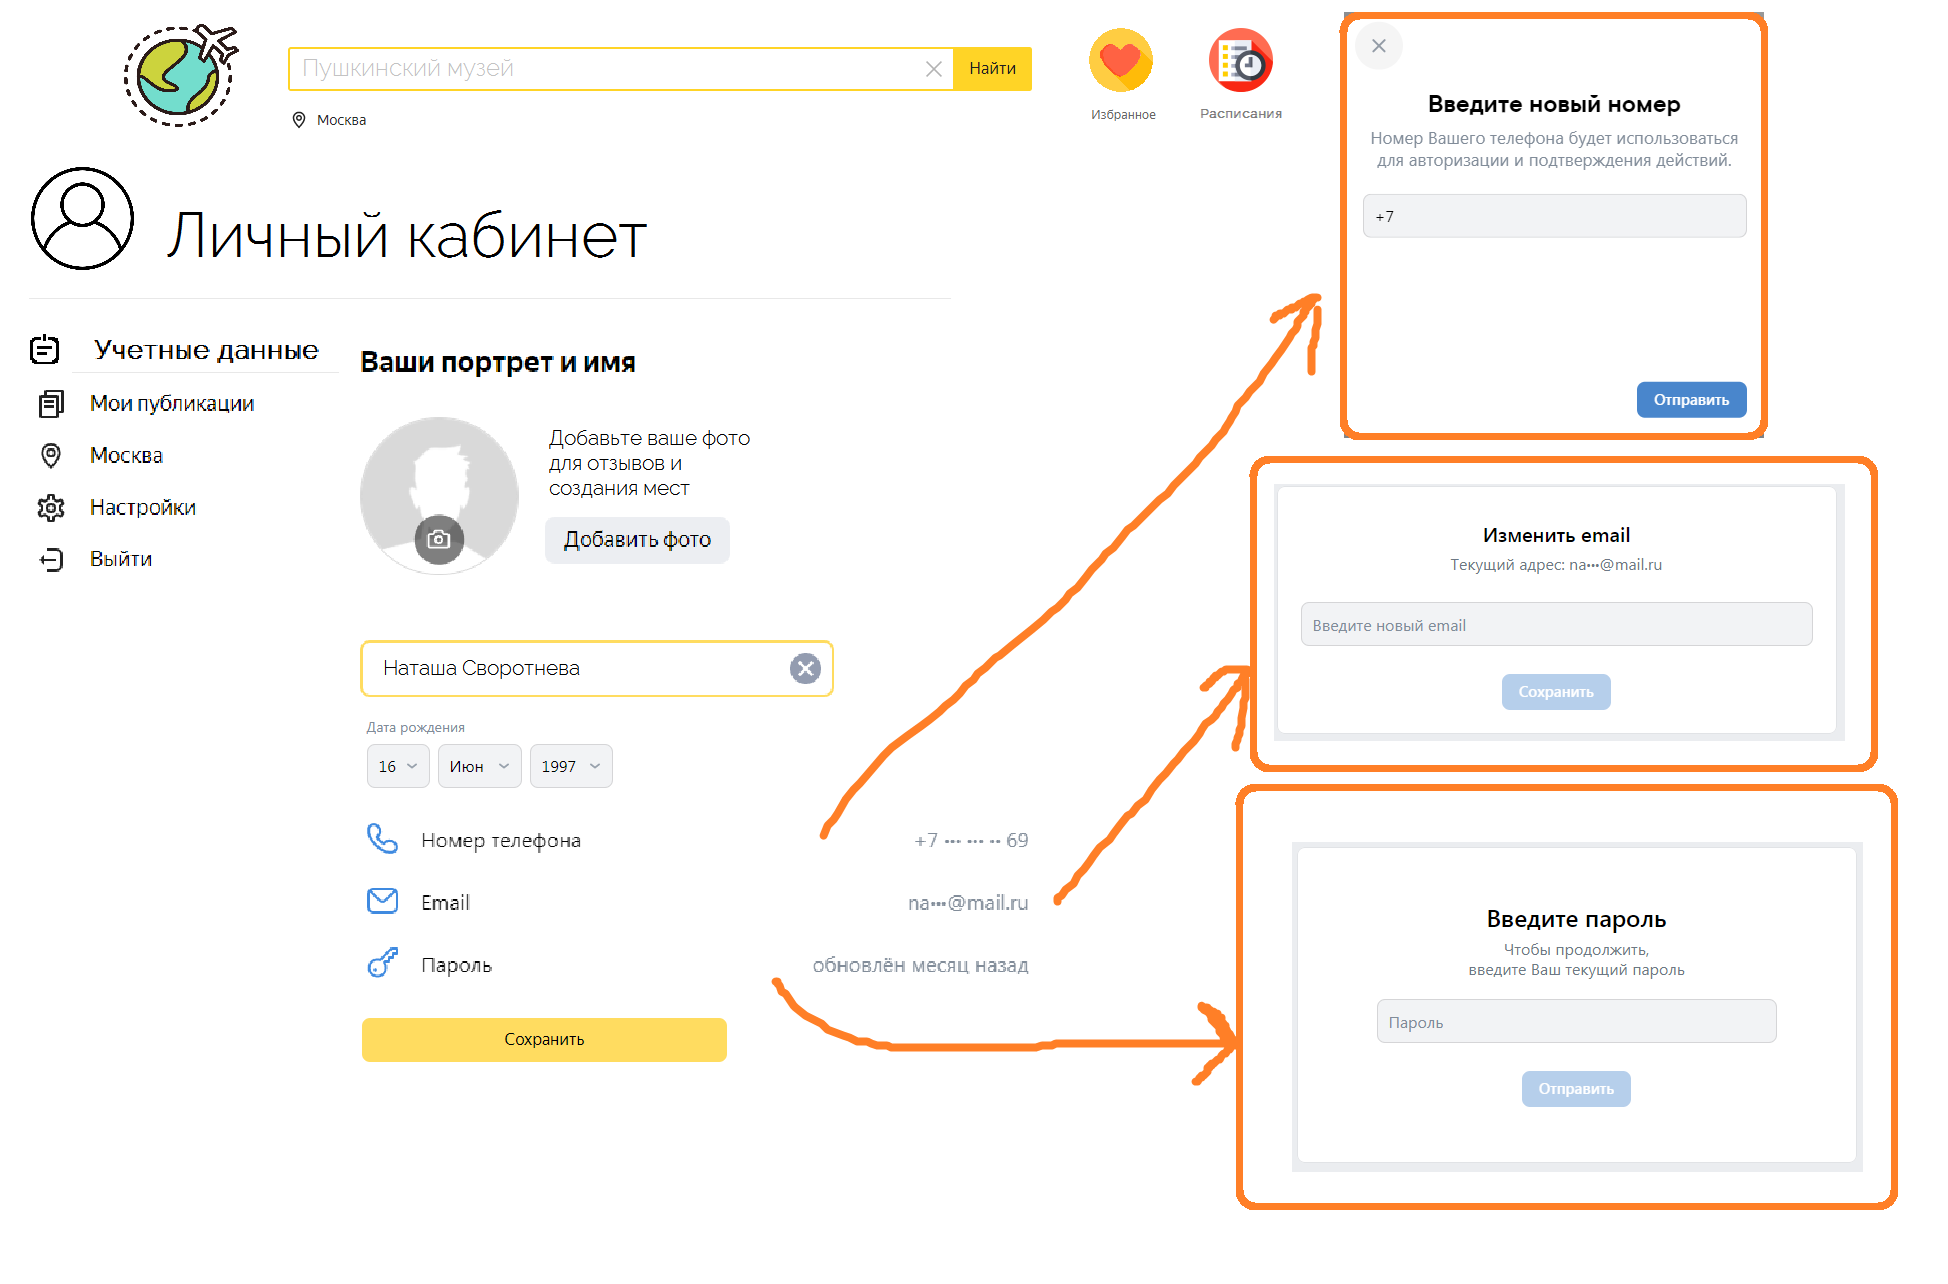 Пушкинский музей
Найти
Москва
Избранное
Расписания
Личный кабинет
Учетные данные
Мои публикации
Москва
Настройки
Выйти
Ваши портрет и имя
Добавьте ваше фото
для отзывов и
создания мест
Добавить фото
Наташа Своротнева
Дата рождения
16 Июн 1997
Номер телефона +7 ··· ··· ·· 69
Email na···@mail.ru
Пароль обновлён месяц назад
Сохранить
Введите новый номер
Номер Вашего телефона будет использоваться
для авторизации и подтверждения действий.
+7
Отправить
Изменить email
Текущий адрес: na···@mail.ru
Введите новый email
Сохранить
Введите пароль
Чтобы продолжить,
введите Ваш текущий пароль
Пароль
Отправить